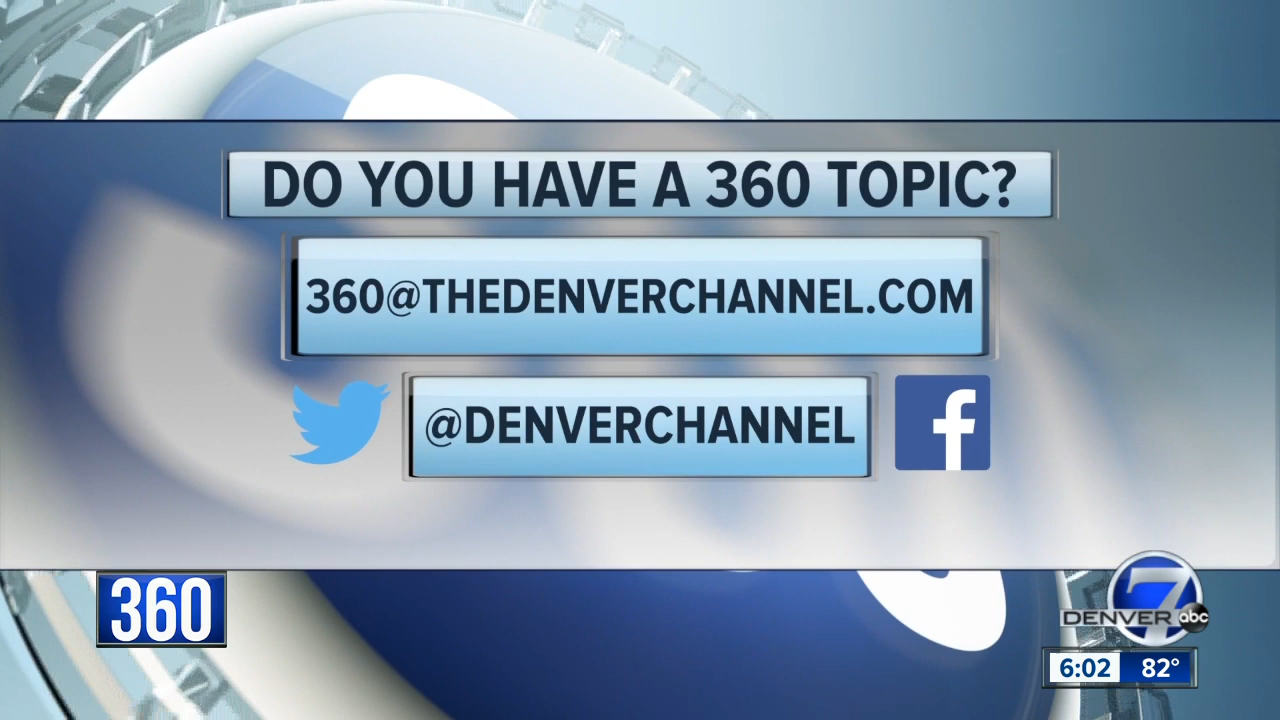 DO YOU HAVE A 360 TOPIC?
360@THEDENVERCHANNEL.COM
@DENVERCHANNEL
360
DENVER 7 abc
6:02 82°